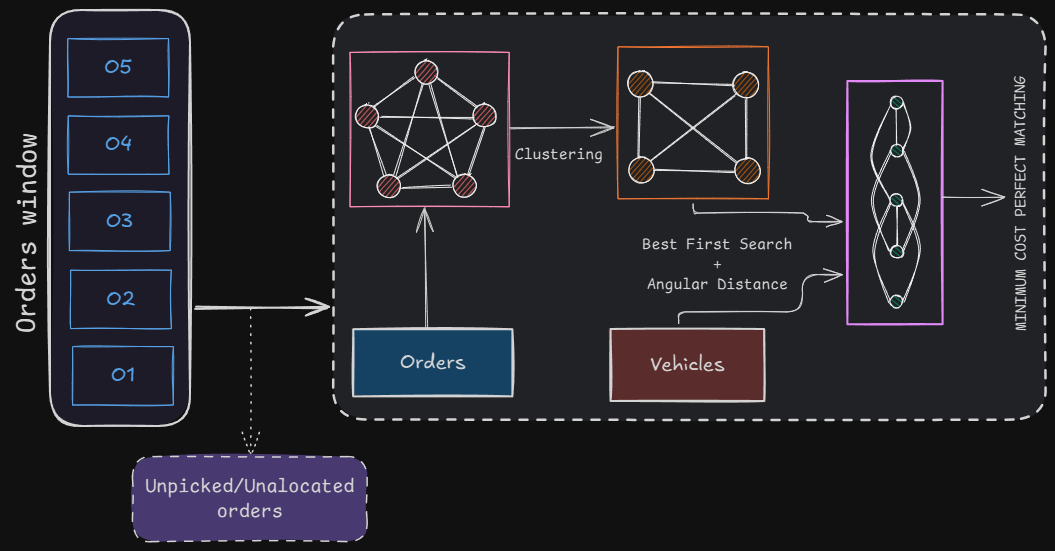 Orders window
O5
O4
O3
O2
O1
Unpicked/Unalocated
orders
Clustering
Orders
Best First Search
+
Angular Distance
Vehicles
MINIMUM COST PERFECT MATCHING